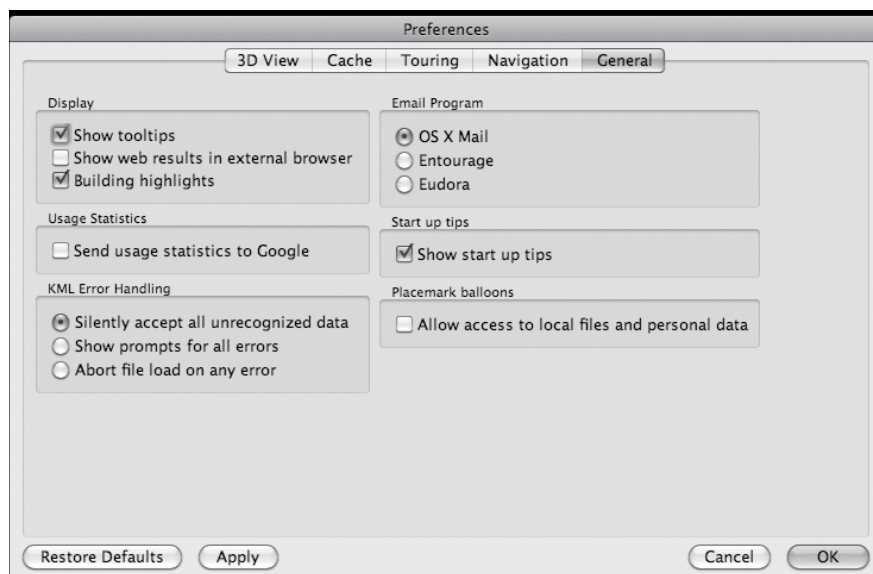 Preferences
3D View Cache Touring Navigation General
Display
Show tooltips
Show web results in external browser
Building highlights
Usage Statistics
Send usage statistics to Google
KML Error Handling
Silently accept all unrecognized data
Show prompts for all errors
Abort file load on any error
Email Program
OS X Mail
Entourage
Eudora
Start up tips
Show start up tips
Placemark balloons
Allow access to local files and personal data
Restore Defaults Apply Cancel OK